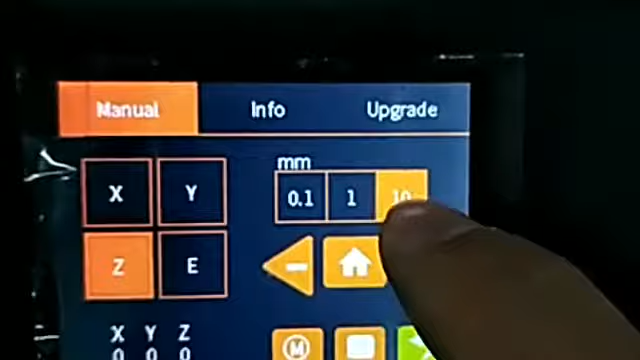 Manual Info Upgrade
mm
X Y 0.1 1 10
Z E
X Y Z M
0 0 0